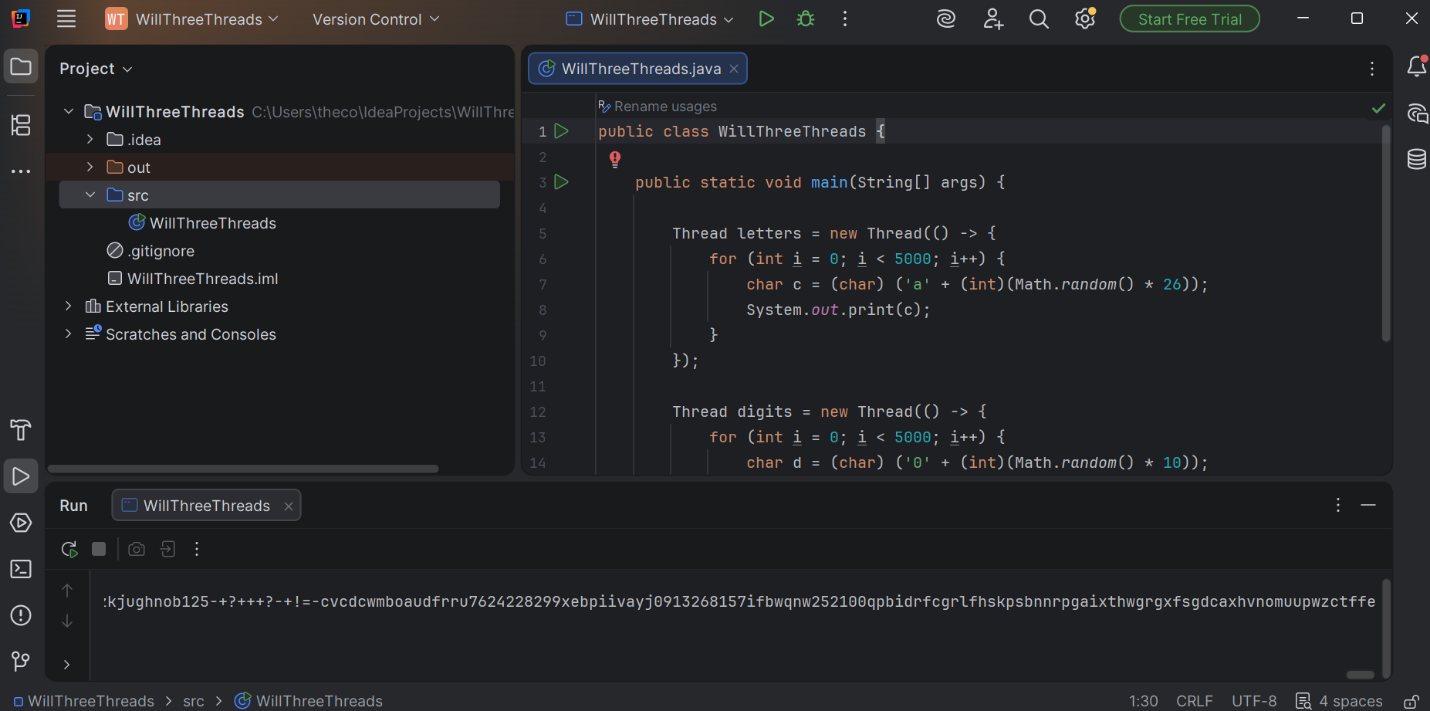 WT WillThreeThreads Version Control WillThreeThreads Start Free Trial
Project
WillThreeThreads C:\Users\theco\IdeaProjects\WillThre
.idea
out
src
WillThreeThreads
.gitignore
WillThreeThreads.iml
External Libraries
Scratches and Consoles
WillThreeThreads.java
Rename usages
1 public class WillThreeThreads {
2
3 public static void main(String[] args) {
4
5 Thread letters = new Thread(() -> {
6 for (int i = 0; i < 5000; i++) {
7 char c = (char) ('a' + (int)(Math.random() * 26));
8 System.out.print(c);
9 }
10 });
11
12 Thread digits = new Thread(() -> {
13 for (int i = 0; i < 5000; i++) {
14 char d = (char) ('0' + (int)(Math.random() * 10));
Run WillThreeThreads
kjughnob125-+?+++?-+!=-cvcdcwmboaudfrru7624228299xebpiivayj0913268157ifbwqnw252100qpbidrfcgrlfhskpsbnnrpgaixthwgrgxfsgdcaxhvnomuupwzctffe
WillThreeThreads > src > WillThreeThreads 1:30 CRLF UTF-8 4 spaces